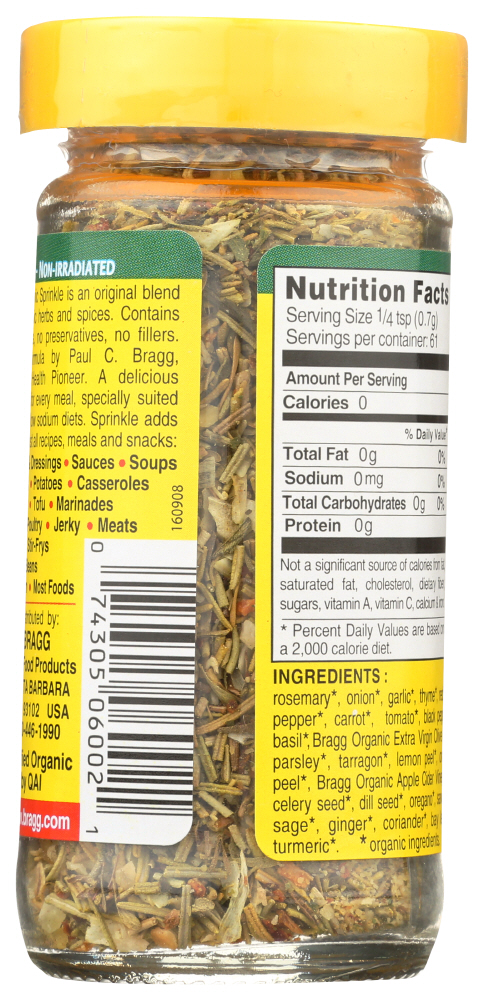 - NON-IRRADIATED
Sprinkle is an original blend
herbs and spices. Contains
no preservatives, no fillers.
by Paul C. Bragg,
Pioneer. A delicious
every meal, specially suited
sodium diets. Sprinkle adds
all recipes, meals and snacks:
Dressings • Sauces • Soups
• Potatoes • Casseroles
• Tofu • Marinades
• Jerky • Meats
• Most Foods
by:
BRAGG
Food Products
BARBARA
93102 USA
-446-1990
Organic
by QAI
bragg.com
160908
0 74305 06002 1
Nutrition Facts
Serving Size 1/4 tsp (0.7g)
Servings per container: 61
Amount Per Serving
Calories 0
% Daily Value*
Total Fat 0g 0%
Sodium 0mg 0%
Total Carbohydrates 0g 0%
Protein 0g
Not a significant source of calories from fat,
saturated fat, cholesterol, dietary fiber,
sugars, vitamin A, vitamin C, calcium &
* Percent Daily Values are based on
a 2,000 calorie diet.
INGREDIENTS :
rosemary*, onion*, garlic*, thyme*,
pepper*, carrot*, tomato*, black
basil*, Bragg Organic Extra Virgin
parsley*, tarragon*, lemon peel*,
peel*, Bragg Organic Apple Cider
celery seed*, dill seed*, oregano*,
sage*, ginger*, coriander*, bay
turmeric*. *organic ingredients